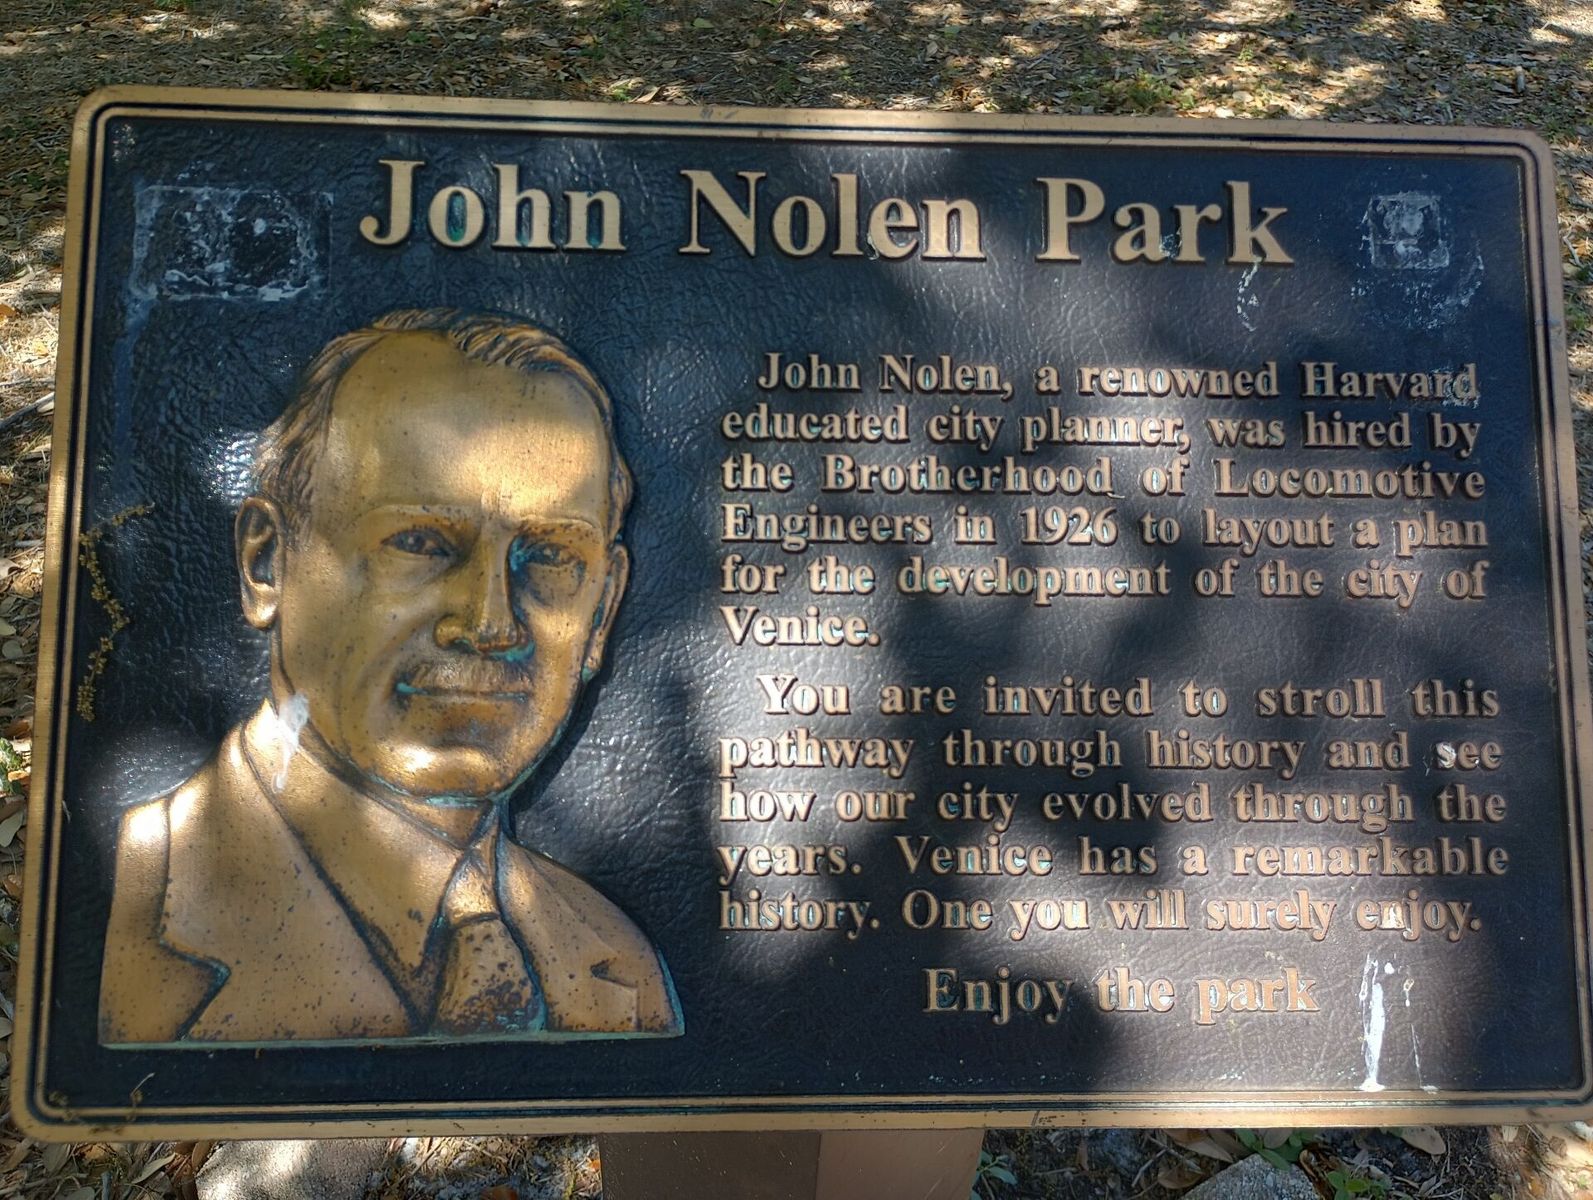 John Nolen Park
John Nolen, a renowned Harvard
educated city planner, was hired by
the Brotherhood of Locomotive
Engineers in 1926 to layout a plan
for the development of the city of
Venice.
You are invited to stroll this
pathway through history and see
how our city evolved through the
years. Venice has a remarkable
history. One you will surely enjoy.
Enjoy the park